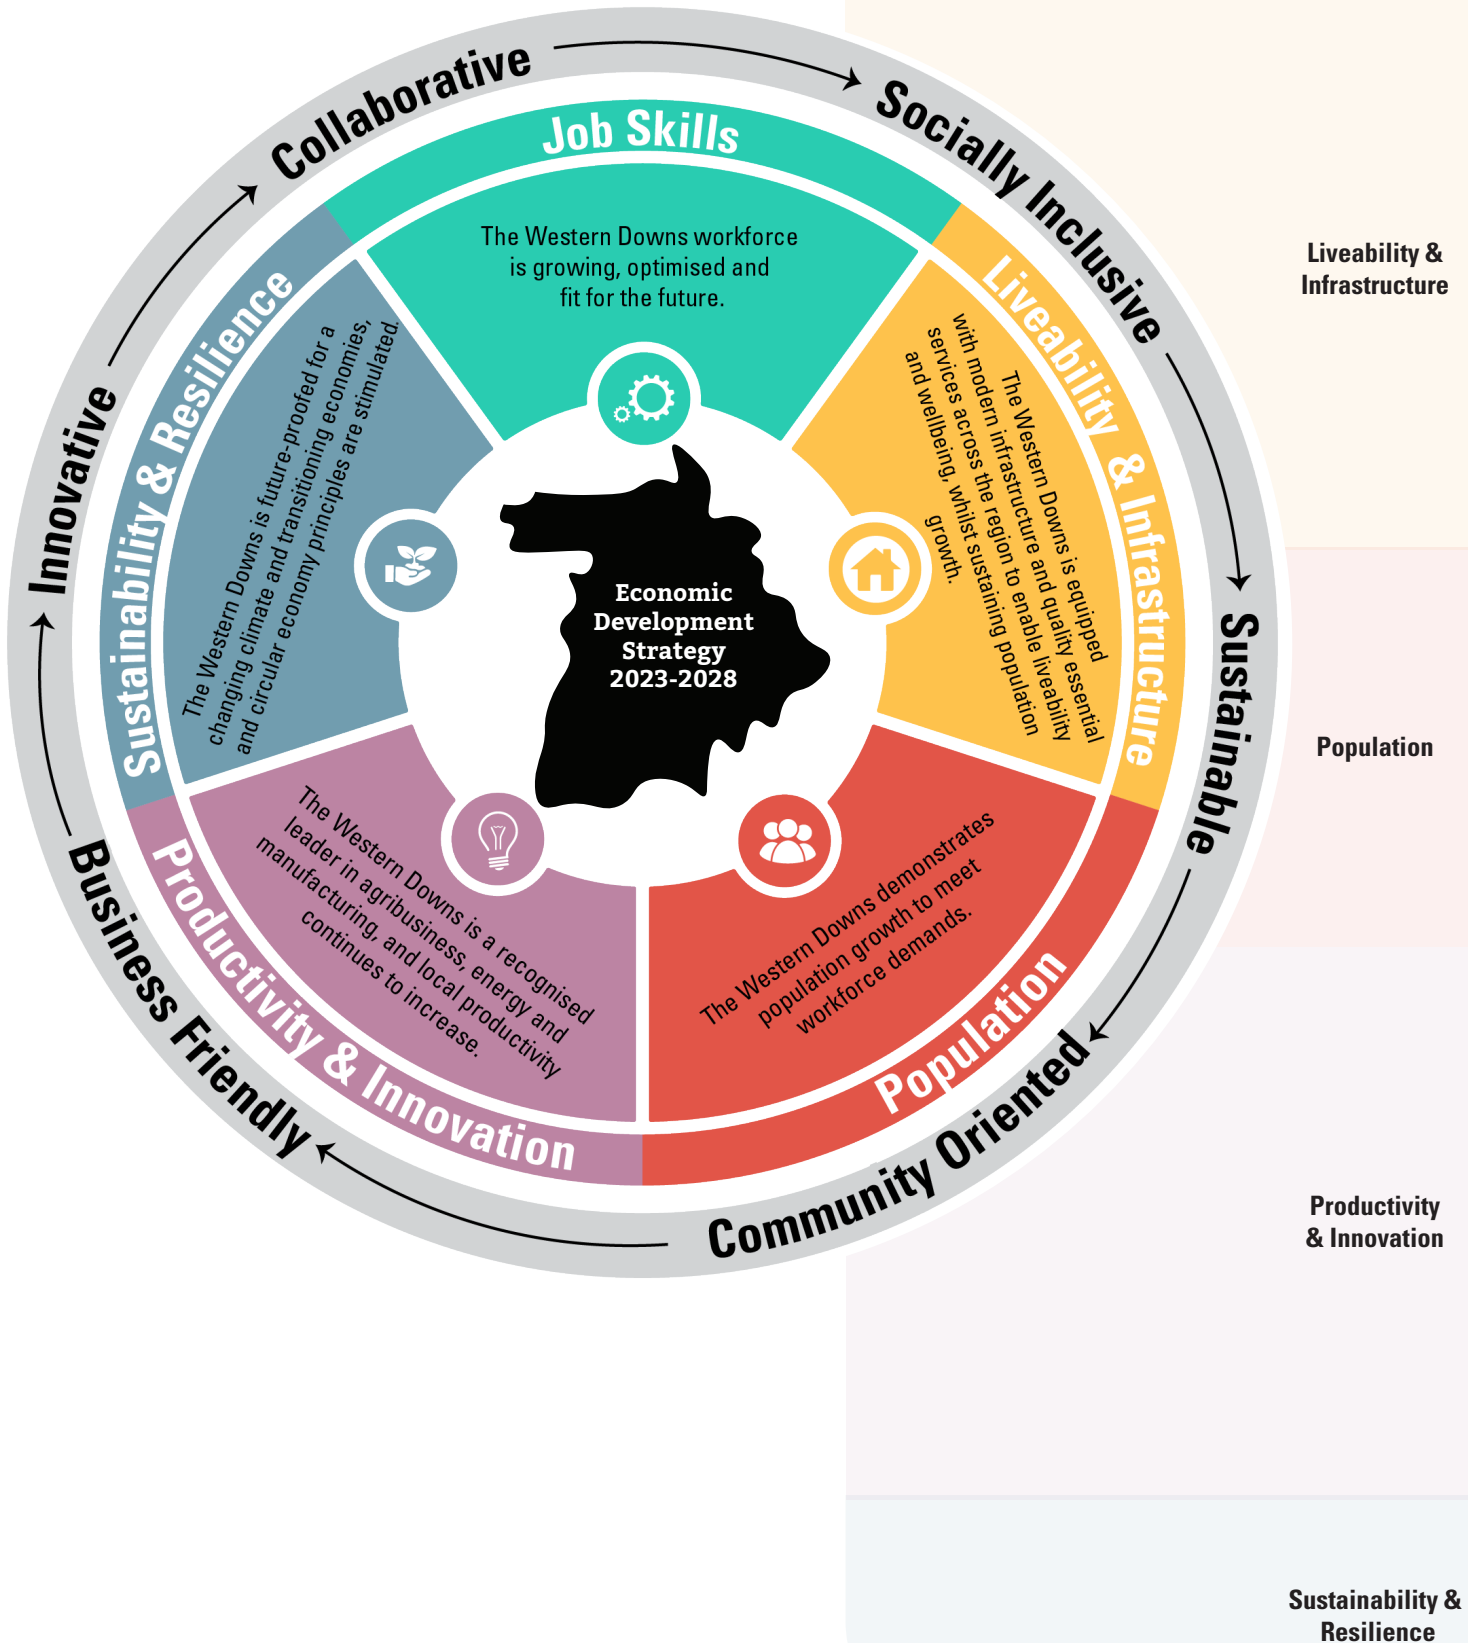 Collaborative
Socially Inclusive
Sustainable
Community Oriented
Business Friendly
Innovative
Job Skills
The Western Downs workforce
is growing, optimised and
fit for the future.
Liveability & Infrastructure
The Western Downs is equipped
with modern infrastructure and quality essential
services across the region to enable liveability
and wellbeing, whilst sustaining population
growth.
Population
The Western Downs demonstrates
population growth to meet
workforce demands.
Productivity & Innovation
The Western Downs is a recognised
leader in agribusiness, energy and
manufacturing, and local productivity
continues to increase.
Sustainability & Resilience
The Western Downs is future-proofed for a
changing climate and transitioning economies,
and circular economy principles are stimulated.
Economic
Development
Strategy
2023-2028
Liveability &
Infrastructure
Population
Productivity
& Innovation
Sustainability &
Resilience